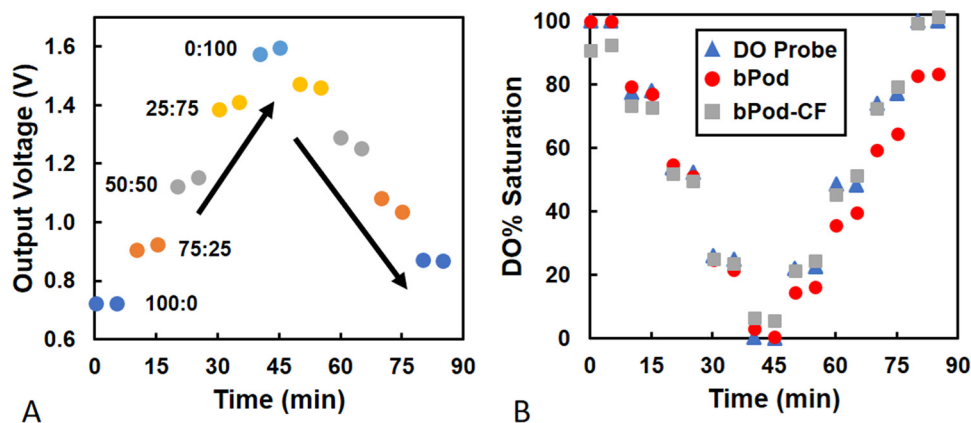 1.8
1.6
1.4
1.2
1.0
0.8
0.6
Output Voltage (V)
0:100
25:75
50:50
75:25
100:0
0 15 30 45 60 75 90
Time (min)
A
100
80
60
40
20
0
DO% Saturation
DO Probe
bPod
bPod-CF
0 15 30 45 60 75 90
Time (min)
B